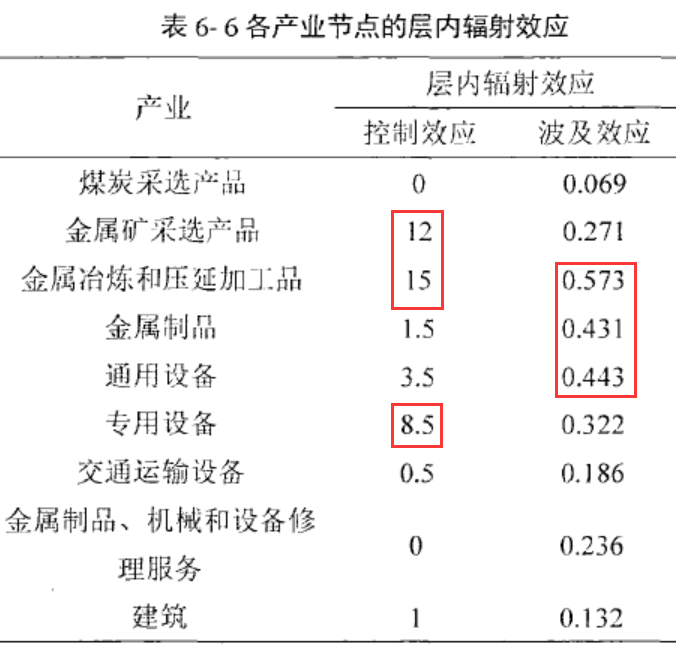 表 6- 6 各产业节点的层内辐射效应
产业 层内辐射效应
控制效应 波及效应
煤炭采选产品 0 0.069
金属矿采选产品 12 0.271
金属冶炼和压延加工品 15 0.573
金属制品 1.5 0.431
通用设备 3.5 0.443
专用设备 8.5 0.322
交通运输设备 0.5 0.186
金属制品、机械和设备修
理服务 0 0.236
建筑 1 0.132